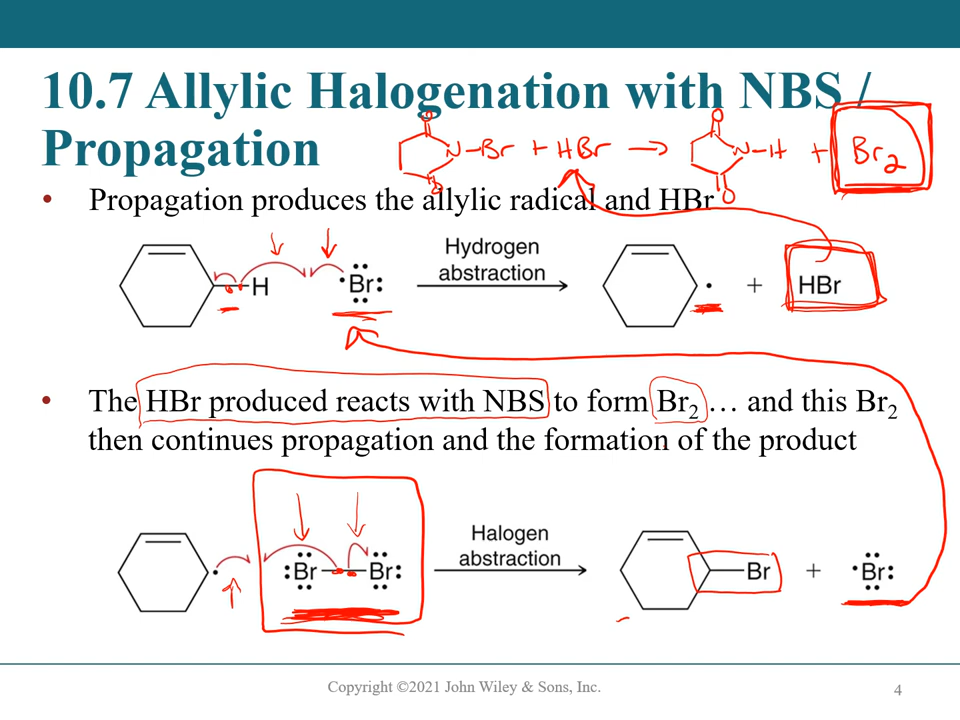 10.7 Allylic Halogenation with NBS /
Propagation
O
N-Br + HBr → N-H + Br2
O
• Propagation produces the allylic radical and HBr
Hydrogen
abstraction
H ·Br: · + HBr
• The HBr produced reacts with NBS to form Br2 … and this Br2
then continues propagation and the formation of the product
Halogen
abstraction
· :Br—Br: Br + ·Br:
Copyright ©2021 John Wiley & Sons, Inc.
4